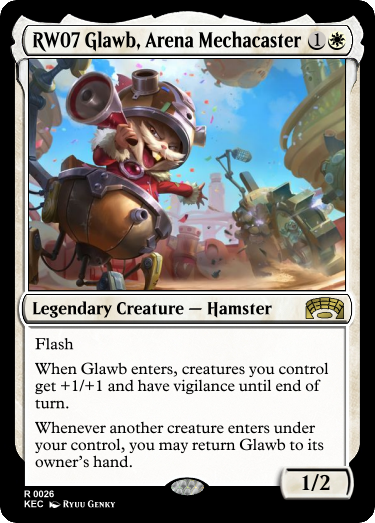 RW07 Glawb, Arena Mechacaster 1
Legendary Creature — Hamster
Flash
When Glawb enters, creatures you control
get +1/+1 and have vigilance until end of
turn.
Whenever another creature enters under
your control, you may return Glawb to its
owner's hand.
1/2
R 0026
KEC Ryuu Genky